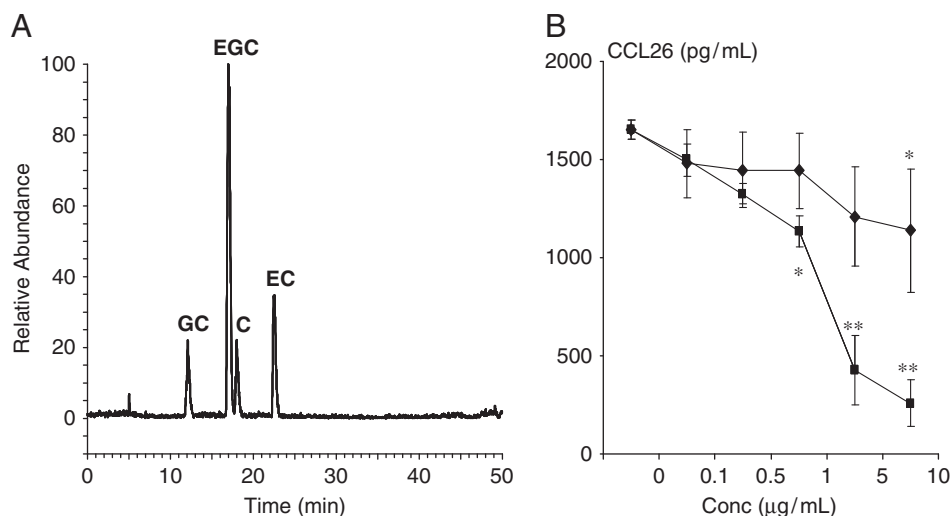 A
Relative Abundance
100
80
60
40
20
0
GC
EGC
C
EC
0 10 20 30 40 50
Time (min)
B
CCL26 (pg/mL)
2000
1500
1000
500
0
*
*
**
**
0 0.1 0.5 1 5 10
Conc (µg/mL)